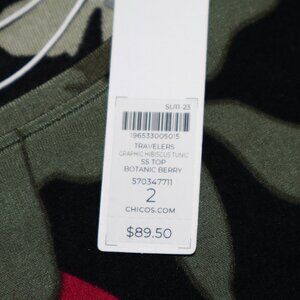 SU11-23
196533005015
TRAVELERS
GRAPHIC HIBISCUS TUNIC
SS TOP
BOTANIC BERRY
570347711
2
CHICOS.COM
$89.50